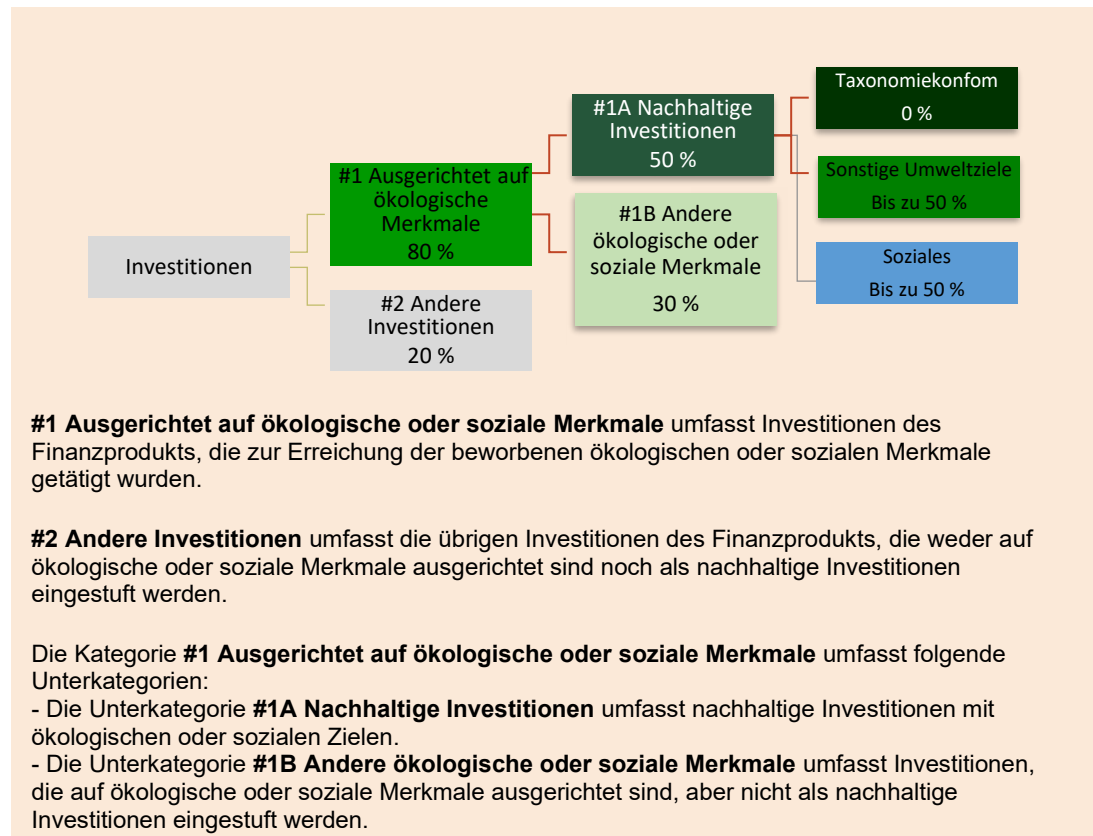 Investitionen
#1 Ausgerichtet auf
ökologische
Merkmale
80 %
#2 Andere
Investitionen
20 %
#1A Nachhaltige
Investitionen
50 %
#1B Andere
ökologische oder
soziale Merkmale
30 %
Taxonomiekonfom
0 %
Sonstige Umweltziele
Bis zu 50 %
Soziales
Bis zu 50 %
#1 Ausgerichtet auf ökologische oder soziale Merkmale umfasst Investitionen des
Finanzprodukts, die zur Erreichung der beworbenen ökologischen oder sozialen Merkmale
getätigt wurden.
#2 Andere Investitionen umfasst die übrigen Investitionen des Finanzprodukts, die weder auf
ökologische oder soziale Merkmale ausgerichtet sind noch als nachhaltige Investitionen
eingestuft werden.
Die Kategorie #1 Ausgerichtet auf ökologische oder soziale Merkmale umfasst folgende
Unterkategorien:
- Die Unterkategorie #1A Nachhaltige Investitionen umfasst nachhaltige Investitionen mit
ökologischen oder sozialen Zielen.
- Die Unterkategorie #1B Andere ökologische oder soziale Merkmale umfasst Investitionen,
die auf ökologische oder soziale Merkmale ausgerichtet sind, aber nicht als nachhaltige
Investitionen eingestuft werden.